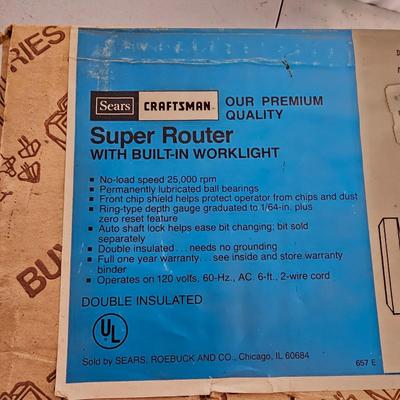 RIES
Sears CRAFTSMAN® OUR PREMIUM
QUALITY
Super Router
WITH BUILT-IN WORKLIGHT
■ No-load speed 25,000 rpm
■ Permanently lubricated ball bearings
■ Front chip shield helps protect operator from chips and dust
■ Ring-type depth gauge graduated to 1/64-in. plus
zero reset feature
■ Auto shaft lock helps ease bit changing; bit sold
separately
■ Double insulated... needs no grounding
■ Full one year warranty... see inside and store warranty
binder
■ Operates on 120 volts, 60-Hz., AC. 6-ft., 2-wire cord
DOUBLE INSULATED
UL
Sold by SEARS, ROEBUCK AND CO., Chicago, IL 60684
657 E
BUY